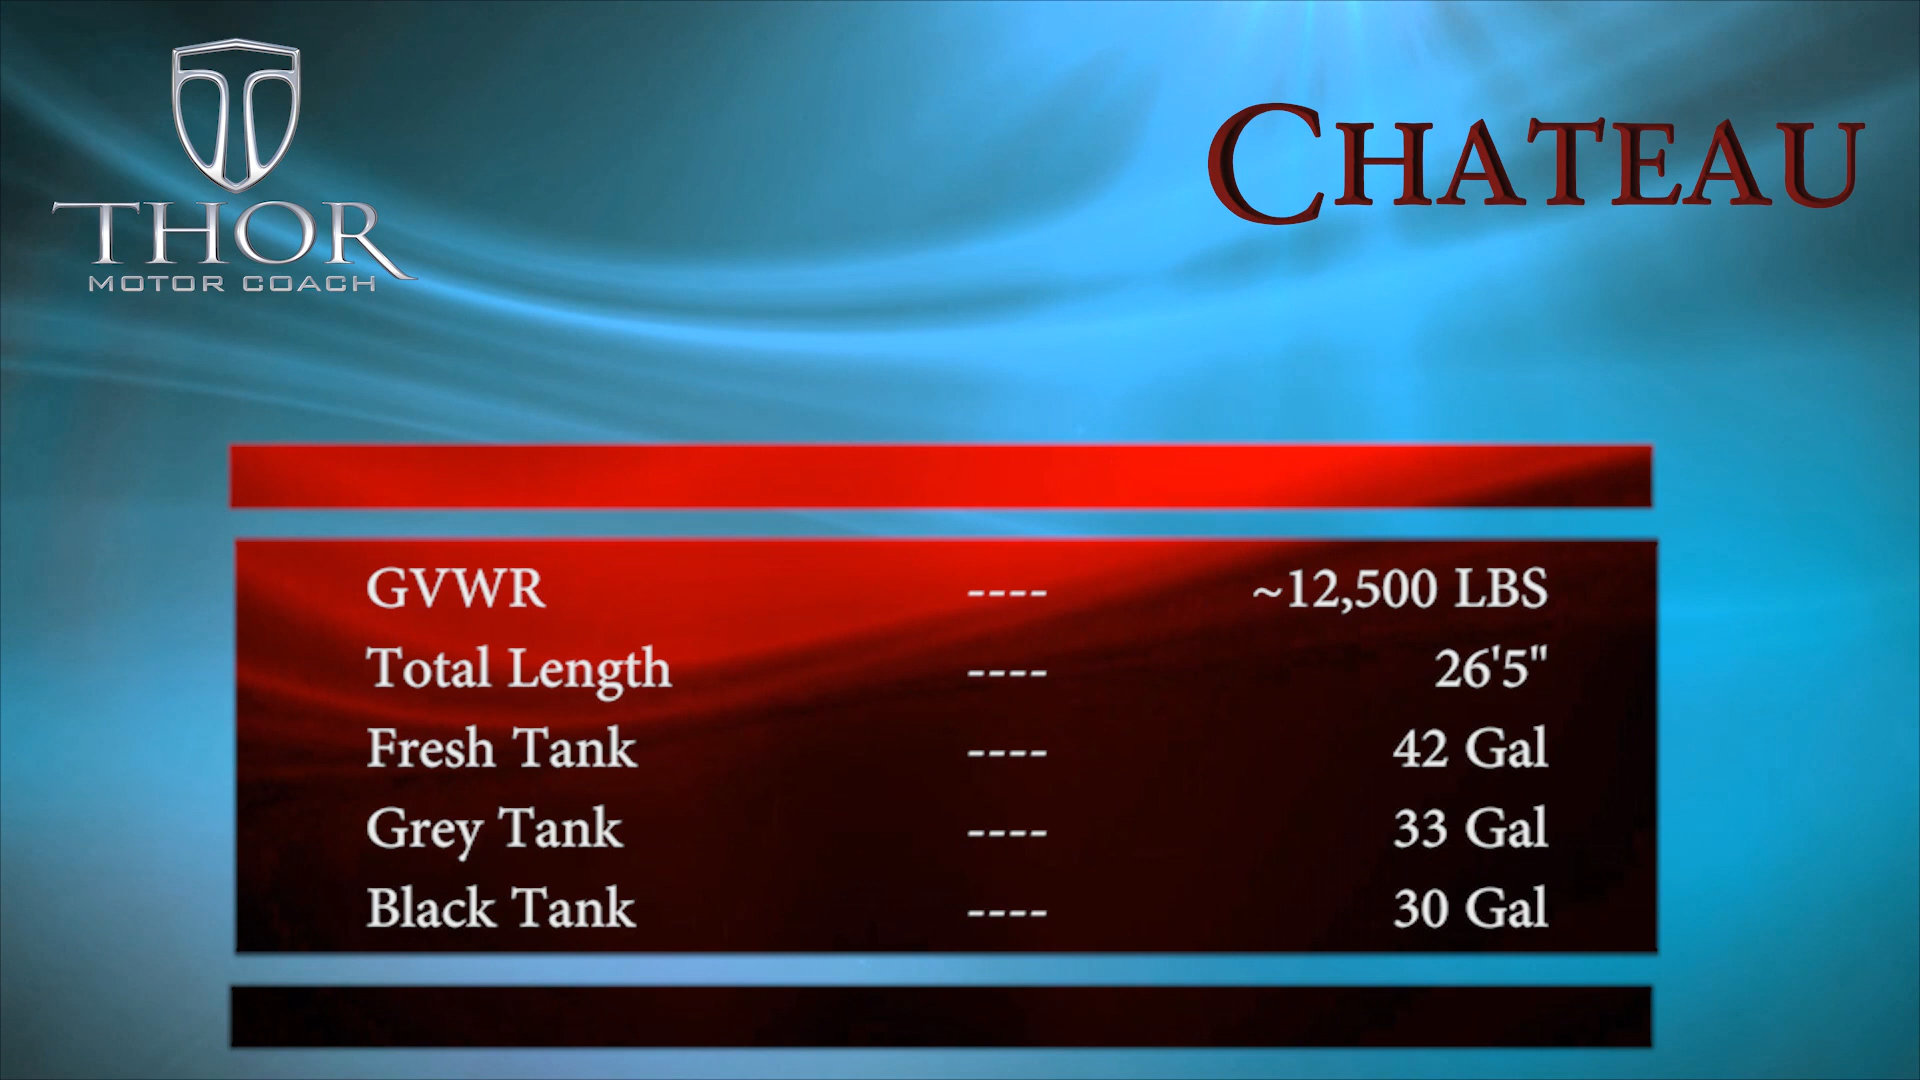 THOR
MOTOR COACH
CHATEAU
GVWR ---- ~12,500 LBS
Total Length ---- 26'5"
Fresh Tank ---- 42 Gal
Grey Tank ---- 33 Gal
Black Tank ---- 30 Gal